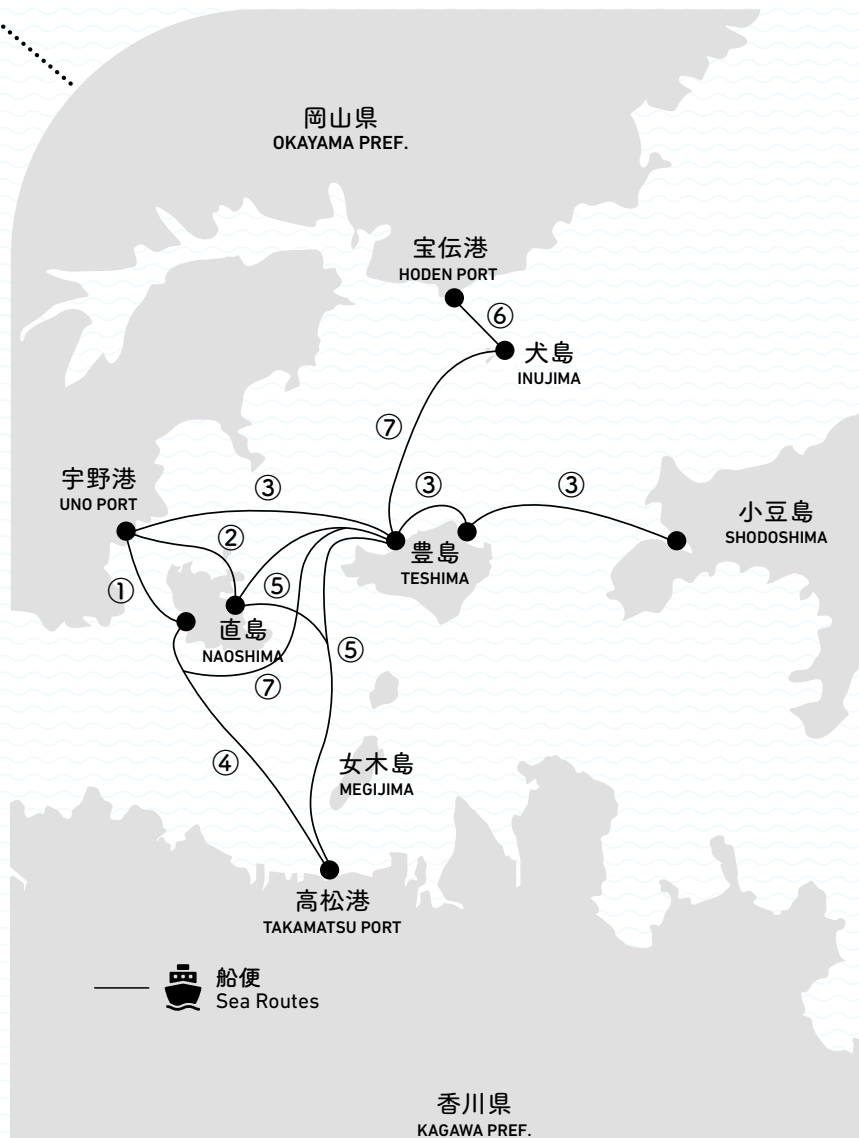 岡山県
OKAYAMA PREF.
宝伝港
HODEN PORT
⑥
犬島
INUJIMA
⑦
宇野港
UNO PORT
③
③
③
小豆島
SHODOSHIMA
②
豊島
TESHIMA
①
⑤
直島
NAOSHIMA
⑤
⑦
④
女木島
MEGIJIMA
高松港
TAKAMATSU PORT
船便
Sea Routes
香川県
KAGAWA PREF.